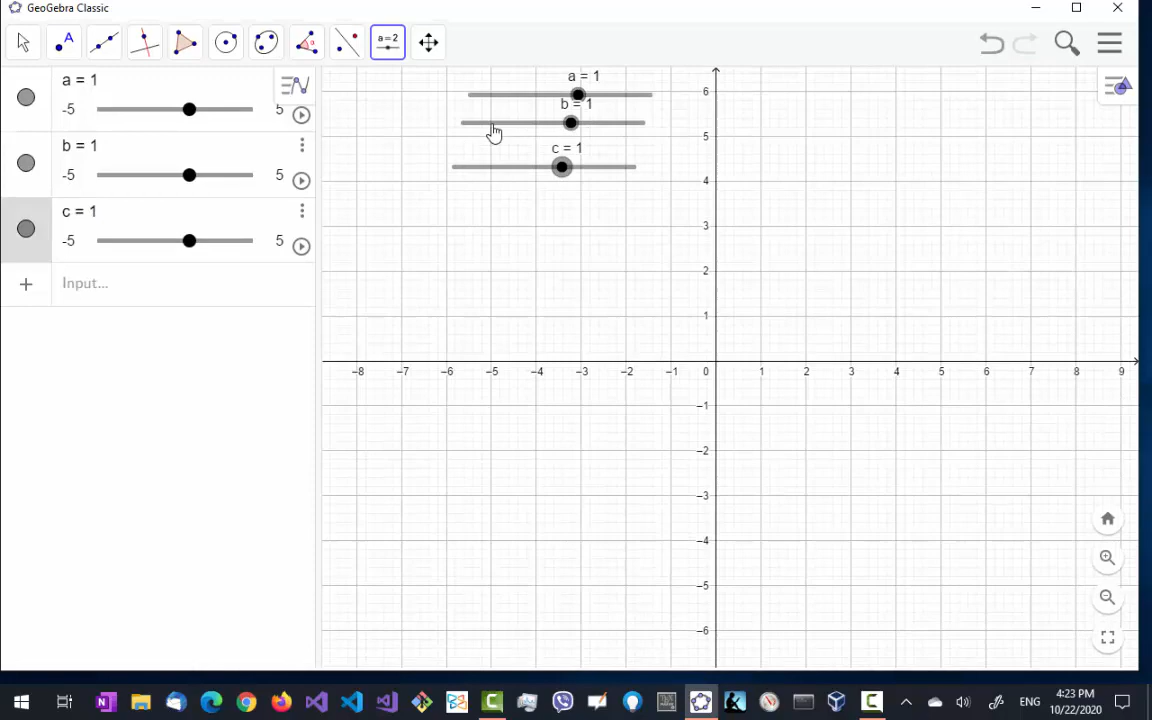 GeoGebra Classic
A
α
a=2
a = 1
-5
5
b = 1
-5
5
c = 1
-5
5
+
Input...
a = 1
b = 1
c = 1
6
5
4
3
2
1
−8 −7 −6 −5 −4 −3 −2 −1 0 1 2 3 4 5 6 7 8 9
−1
−2
−3
−4
−5
−6
ENG
4:23 PM
10/22/2020